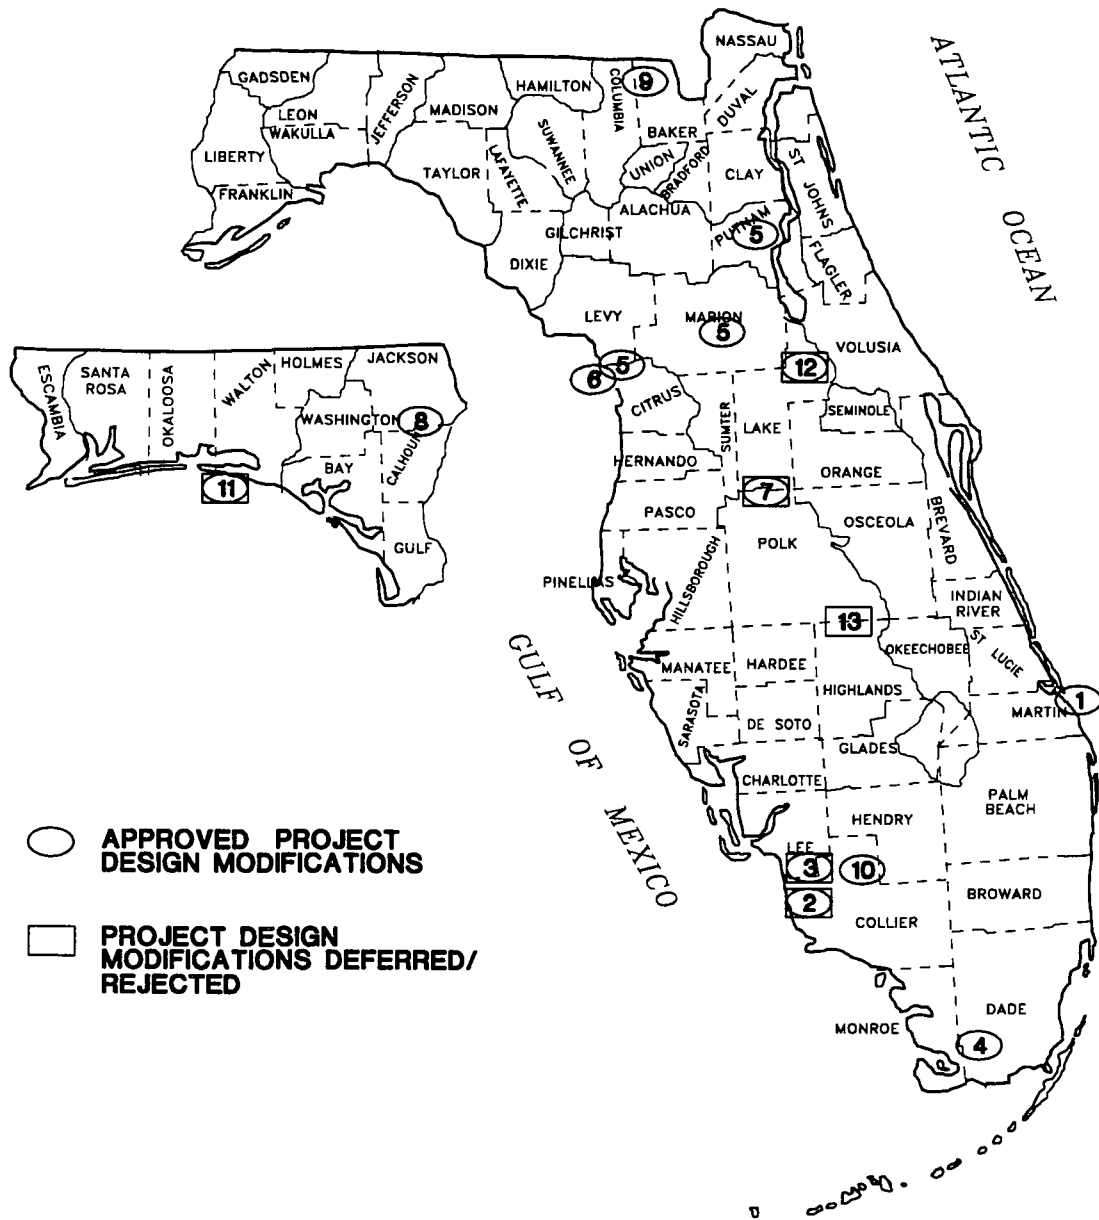 NASSAU
ATLANTIC OCEAN
GADSDEN
HAMILTON
COLUMBIA
9
JEFFERSON
MADISON
DUVAL
LEON
WAKULLA
BAKER
SUWANNEE
LIBERTY
TAYLOR
LAFAYETTE
UNION
BRADFORD
CLAY
ST JOHNS
FRANKLIN
ALACHUA
PUTNAM
5
GILCHRIST
DIXIE
FLAGLER
LEVY
MARION
5
VOLUSIA
HOLMES
JACKSON
ESCAMBIA
SANTA
ROSA
OKALOOSA
WALTON
5
6
12
CITRUS
SEMINOLE
WASHINGTON
8
SUMTER
LAKE
CALHOUN
BAY
HERNANDO
ORANGE
11
7
PASCO
OSCEOLA
BREVARD
POLK
GULF
HILLSBOROUGH
PINELLAS
INDIAN
RIVER
13
GULF OF MEXICO
ST LUCIE
OKEECHOBEE
MANATEE
HARDEE
HIGHLANDS
SARASOTA
1
MARTIN
DE SOTO
GLADES
CHARLOTTE
PALM
BEACH
HENDRY
APPROVED PROJECT
DESIGN MODIFICATIONS
LEE
3
10
2
BROWARD
COLLIER
PROJECT DESIGN
MODIFICATIONS DEFERRED/
REJECTED
DADE
MONROE
4